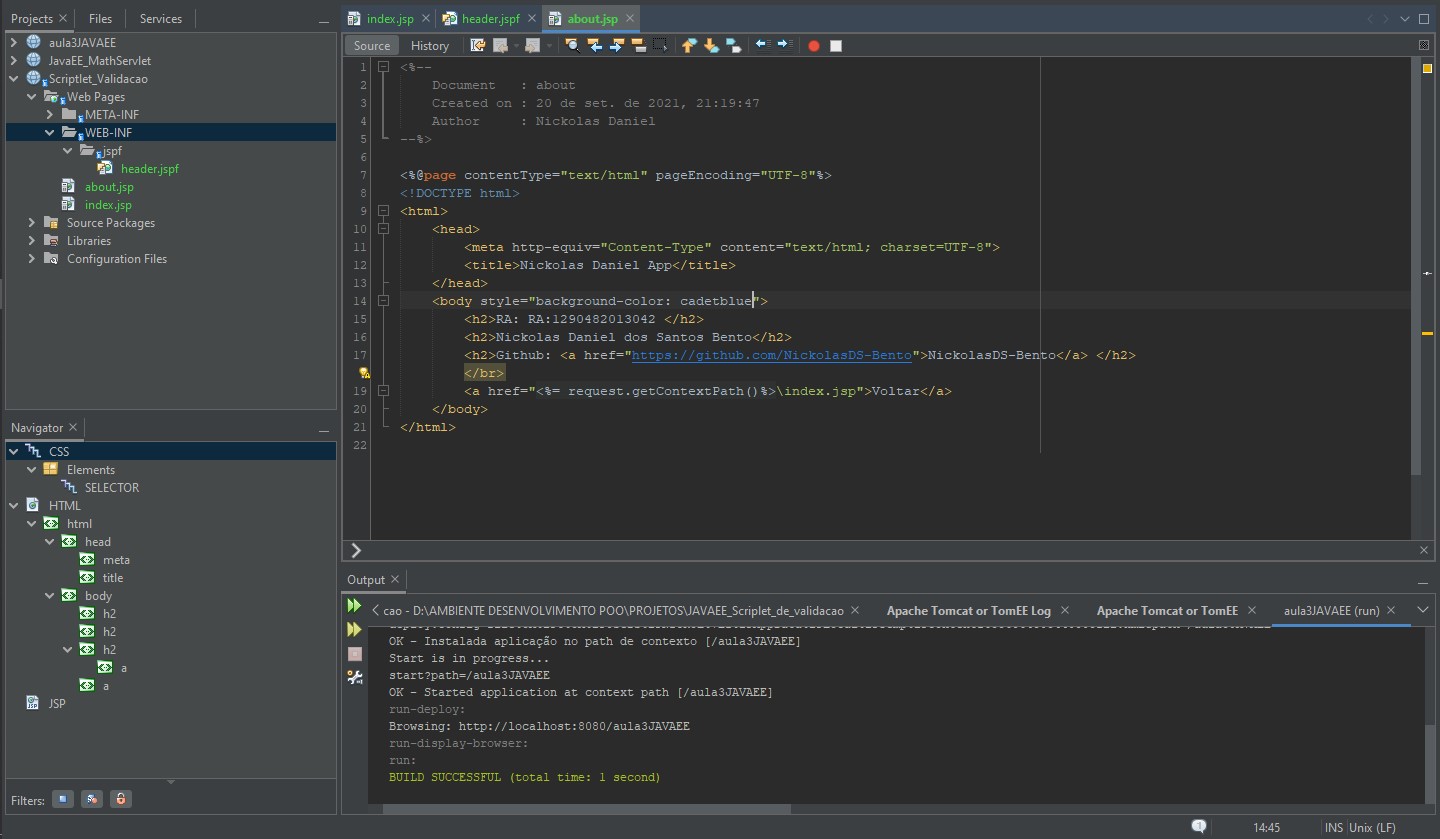 Projects
Files
Services
aula3JAVAEE
JavaEE_MathServlet
Scriptlet_Validacao
Web Pages
META-INF
WEB-INF
jspf
header.jspf
about.jsp
index.jsp
Source Packages
Libraries
Configuration Files
Navigator
CSS
Elements
SELECTOR
HTML
html
head
meta
title
body
h2
h2
h2
a
a
JSP
Filters:
index.jsp
header.jspf
about.jsp
Source
History
1 <%--
2     Document   : about
3     Created on : 20 de set. de 2021, 21:19:47
4     Author     : Nickolas Daniel
5 --%>
6
7 <%@page contentType="text/html" pageEncoding="UTF-8"%>
8 <!DOCTYPE html>
9 <html>
10     <head>
11         <meta http-equiv="Content-Type" content="text/html; charset=UTF-8">
12         <title>Nickolas Daniel App</title>
13     </head>
14     <body style="background-color: cadetblue">
15         <h2>RA: RA:1290482013042 </h2>
16         <h2>Nickolas Daniel dos Santos Bento</h2>
17         <h2>Github: <a href="https://github.com/NickolasDS-Bento">NickolasDS-Bento</a> </h2>
        </br>
19         <a href="<%= request.getContextPath()%>\index.jsp">Voltar</a>
20     </body>
21 </html>
22
Output
cao - D:\AMBIENTE DESENVOLVIMENTO POO\PROJETOS\JAVAEE_Scriplet_de_validacao
Apache Tomcat or TomEE Log
Apache Tomcat or TomEE
aula3JAVAEE (run)
OK - Instalada aplicação no path de contexto [/aula3JAVAEE]
Start is in progress...
start?path=/aula3JAVAEE
OK - Started application at context path [/aula3JAVAEE]
run-deploy:
Browsing: http://localhost:8080/aula3JAVAEE
run-display-browser:
run:
BUILD SUCCESSFUL (total time: 1 second)
14:45
INS
Unix (LF)